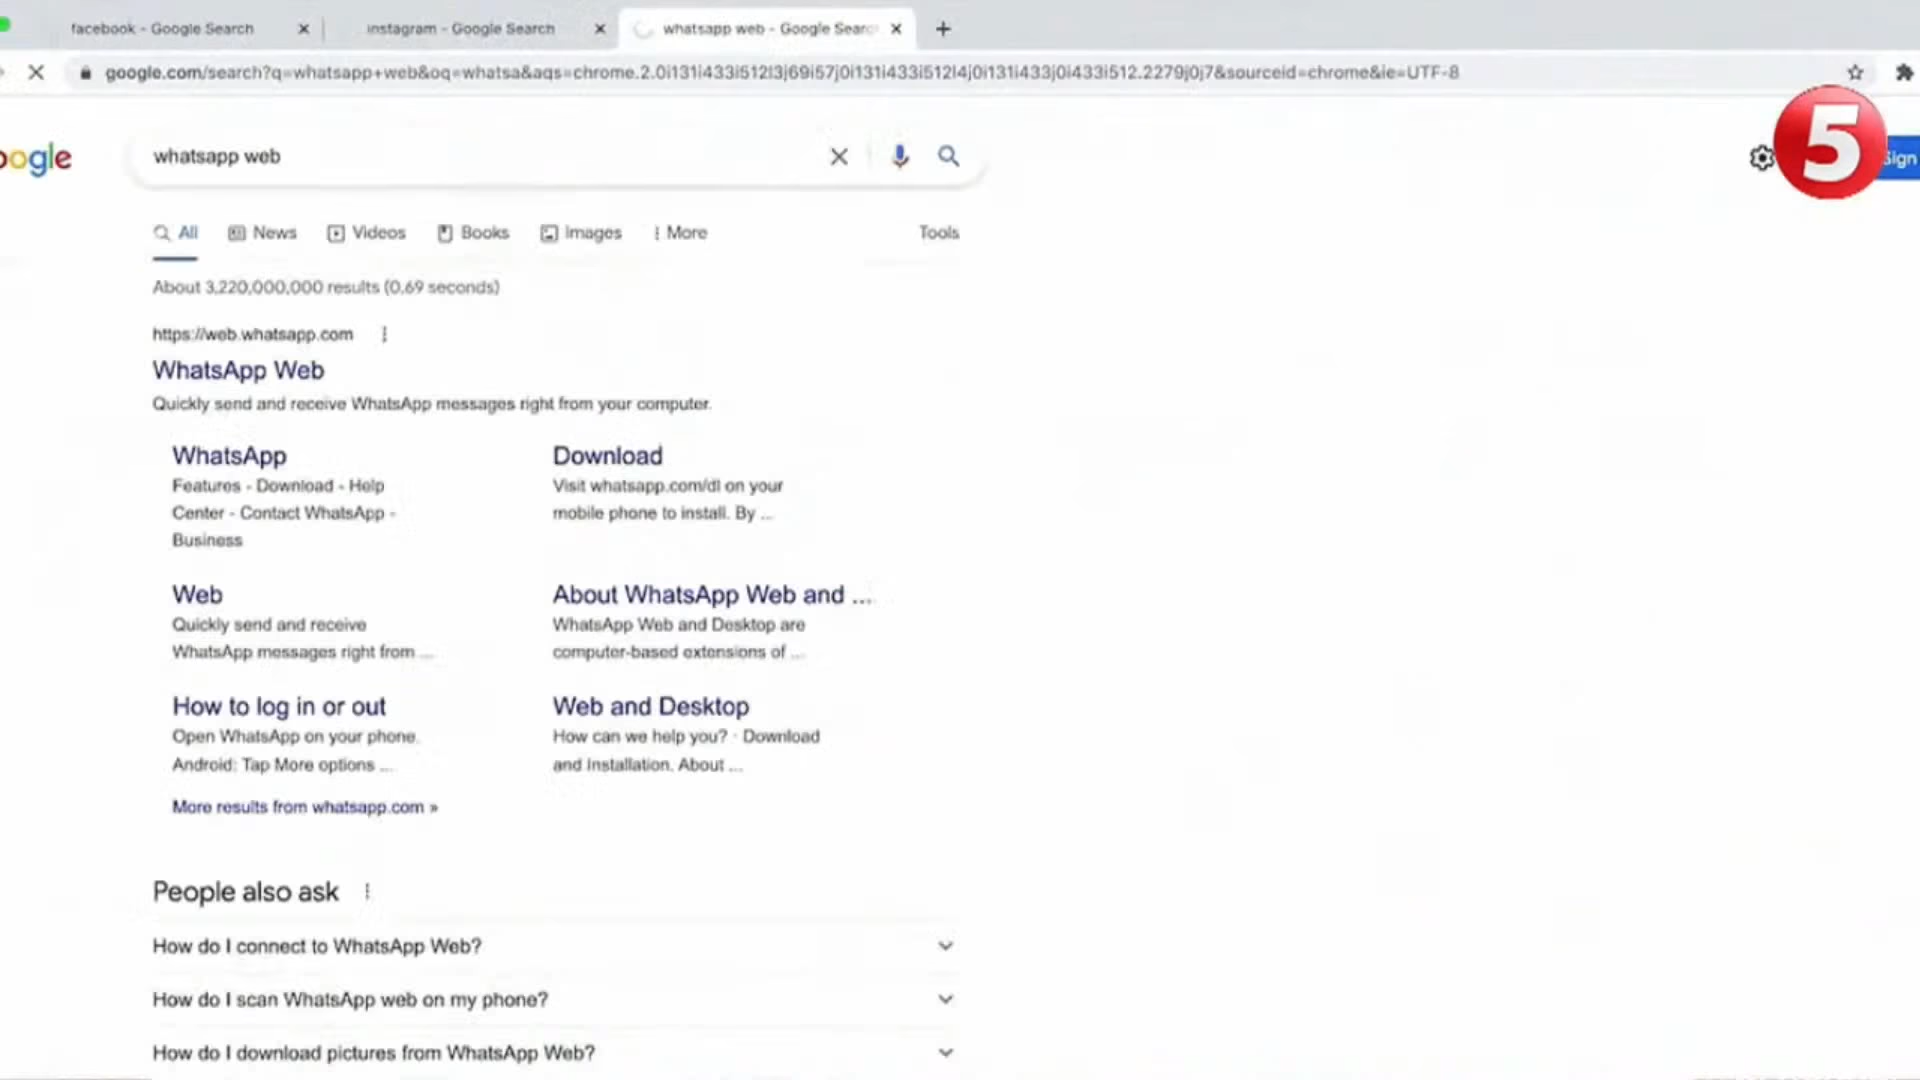 facebook - Google Search
instagram - Google Search
whatsapp web - Google Searc
google.com/search?q=whatsapp+web&oq=whatsa&aqs=chrome.2.0i131i433i512l3j69i57j0i131i433i512l4j0i131i433j0i433i512.2279j0j7&sourceid=chrome&ie=UTF-8
oogle
whatsapp web
5
Sign
All
News
Videos
Books
Images
More
Tools
About 3,220,000,000 results (0.69 seconds)
https://web.whatsapp.com
WhatsApp Web
Quickly send and receive WhatsApp messages right from your computer.
WhatsApp
Features - Download - Help
Center - Contact WhatsApp -
Business
Download
Visit whatsapp.com/dl on your
mobile phone to install. By ...
Web
Quickly send and receive
WhatsApp messages right from ...
About WhatsApp Web and ...
WhatsApp Web and Desktop are
computer-based extensions of ...
How to log in or out
Open WhatsApp on your phone.
Android: Tap More options ...
Web and Desktop
How can we help you? · Download
and Installation. About ...
More results from whatsapp.com »
People also ask
How do I connect to WhatsApp Web?
How do I scan WhatsApp web on my phone?
How do I download pictures from WhatsApp Web?